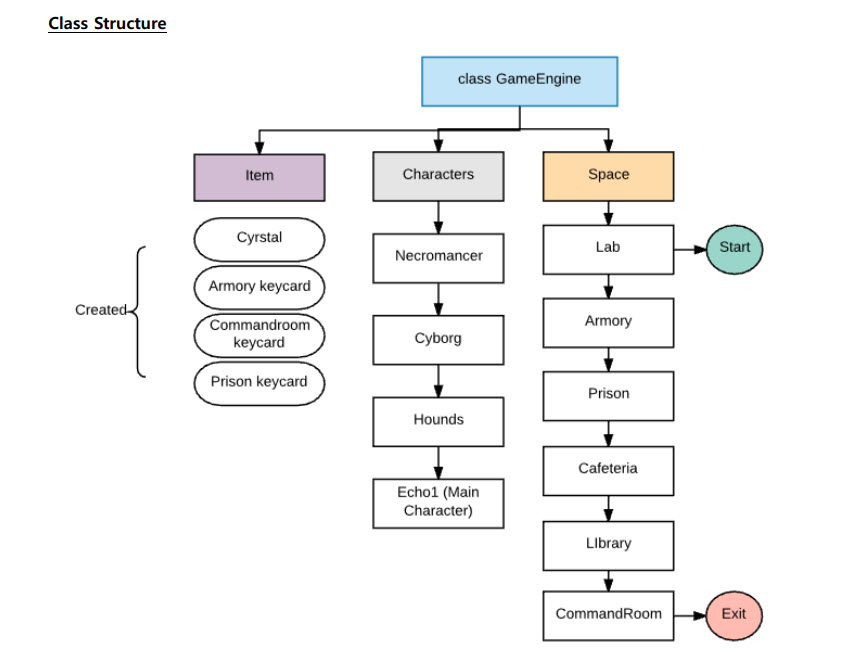 Class Structure
class GameEngine
Item
Characters
Space
Cyrstal
Armory keycard
Commandroom
keycard
Prison keycard
Created
Necromancer
Cyborg
Hounds
Echo1 (Main
Character)
Lab
Start
Armory
Prison
Cafeteria
LIbrary
CommandRoom
Exit